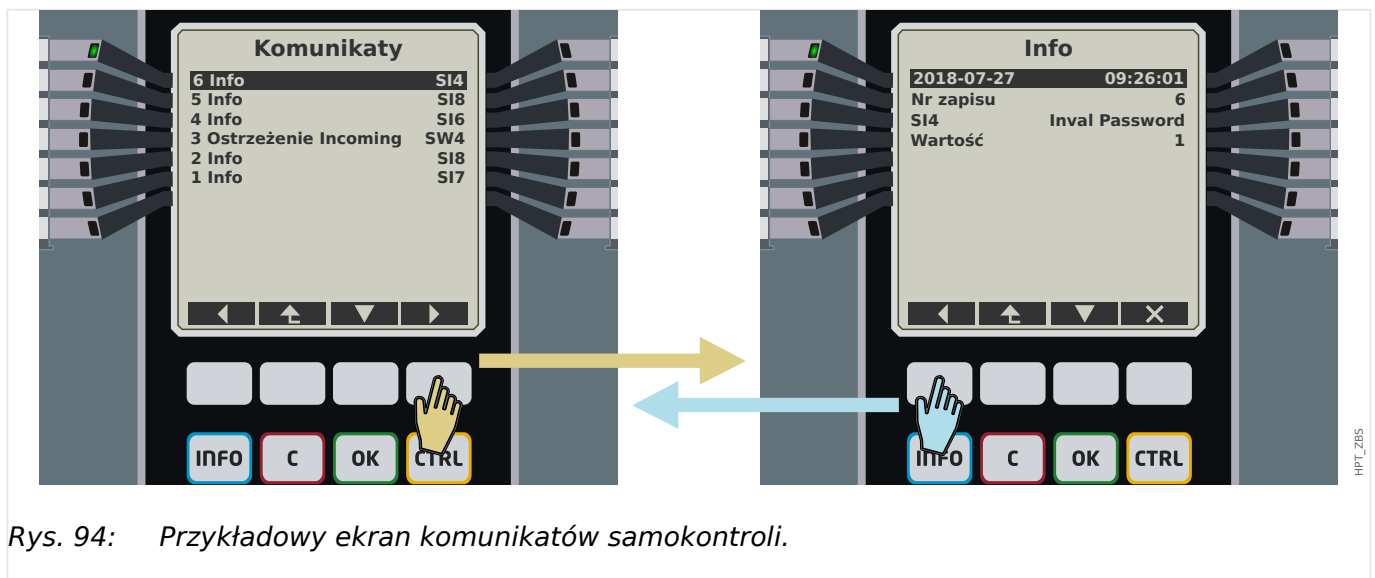 Komunikaty
6 Info SI4
5 Info SI8
4 Info SI6
3 Ostrzeżenie Incoming SW4
2 Info SI8
1 Info SI7
INFO C OK CTRL
Info
2018-07-27 09:26:01
Nr zapisu 6
SI4 Inval Password
Wartość 1
INFO C OK CTRL
HPT_ZBS
Rys. 94: Przykładowy ekran komunikatów samokontroli.